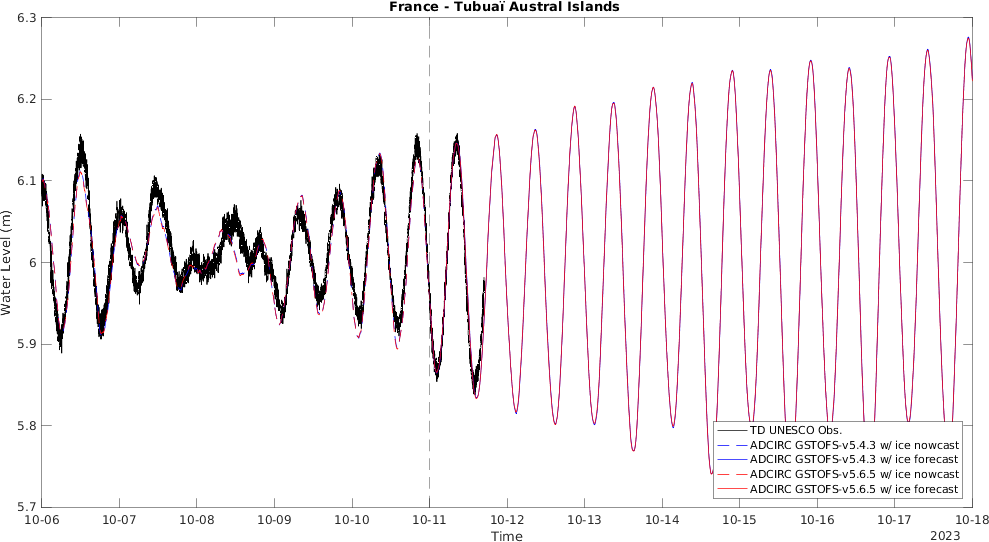 France - Tubuaï Austral Islands
6.3
6.2
6.1
6
5.9
5.8
5.7
Water Level (m)
TD UNESCO Obs.
ADCIRC GSTOFS-v5.4.3 w/ ice nowcast
ADCIRC GSTOFS-v5.4.3 w/ ice forecast
ADCIRC GSTOFS-v5.6.5 w/ ice nowcast
ADCIRC GSTOFS-v5.6.5 w/ ice forecast
10-06 10-07 10-08 10-09 10-10 10-11 10-12 10-13 10-14 10-15 10-16 10-17 10-18
Time
2023